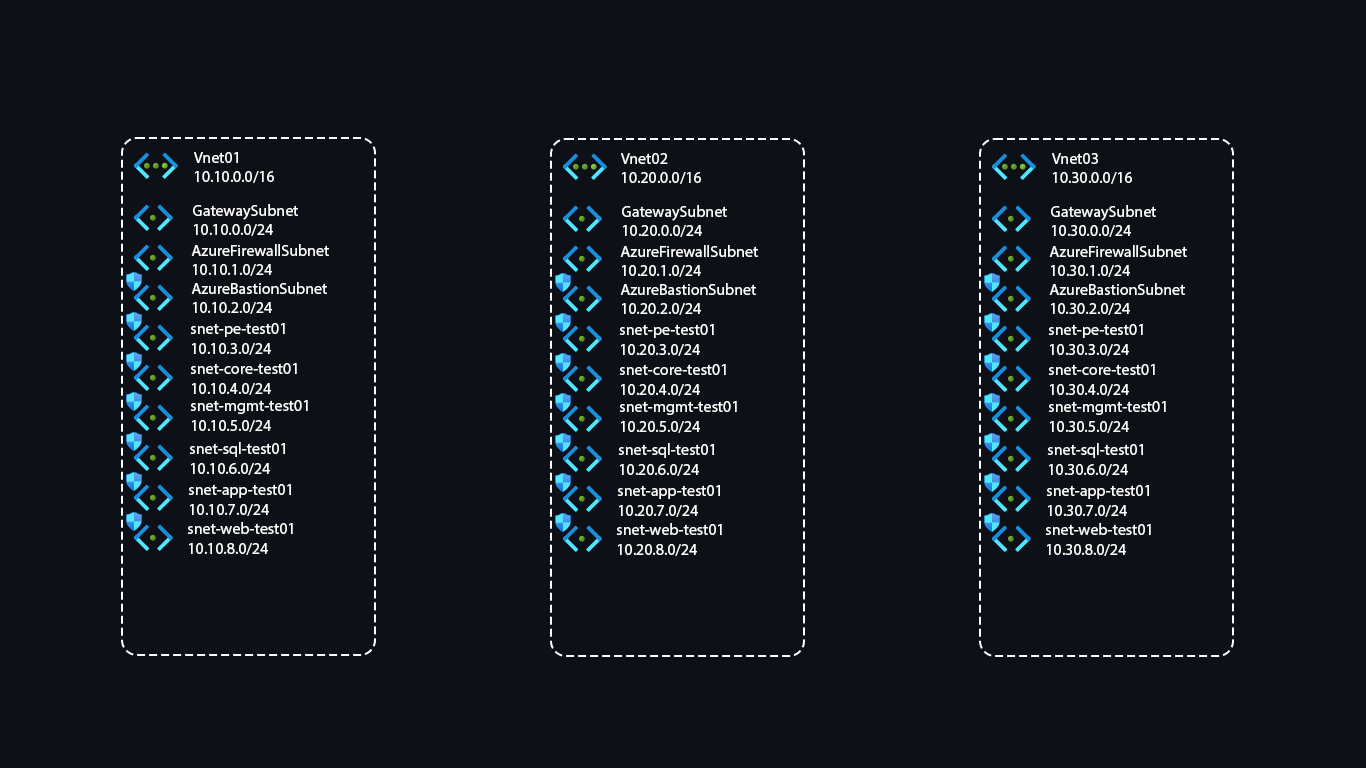 Vnet01
10.10.0.0/16
GatewaySubnet
10.10.0.0/24
AzureFirewallSubnet
10.10.1.0/24
AzureBastionSubnet
10.10.2.0/24
snet-pe-test01
10.10.3.0/24
snet-core-test01
10.10.4.0/24
snet-mgmt-test01
10.10.5.0/24
snet-sql-test01
10.10.6.0/24
snet-app-test01
10.10.7.0/24
snet-web-test01
10.10.8.0/24
Vnet02
10.20.0.0/16
GatewaySubnet
10.20.0.0/24
AzureFirewallSubnet
10.20.1.0/24
AzureBastionSubnet
10.20.2.0/24
snet-pe-test01
10.20.3.0/24
snet-core-test01
10.20.4.0/24
snet-mgmt-test01
10.20.5.0/24
snet-sql-test01
10.20.6.0/24
snet-app-test01
10.20.7.0/24
snet-web-test01
10.20.8.0/24
Vnet03
10.30.0.0/16
GatewaySubnet
10.30.0.0/24
AzureFirewallSubnet
10.30.1.0/24
AzureBastionSubnet
10.30.2.0/24
snet-pe-test01
10.30.3.0/24
snet-core-test01
10.30.4.0/24
snet-mgmt-test01
10.30.5.0/24
snet-sql-test01
10.30.6.0/24
snet-app-test01
10.30.7.0/24
snet-web-test01
10.30.8.0/24